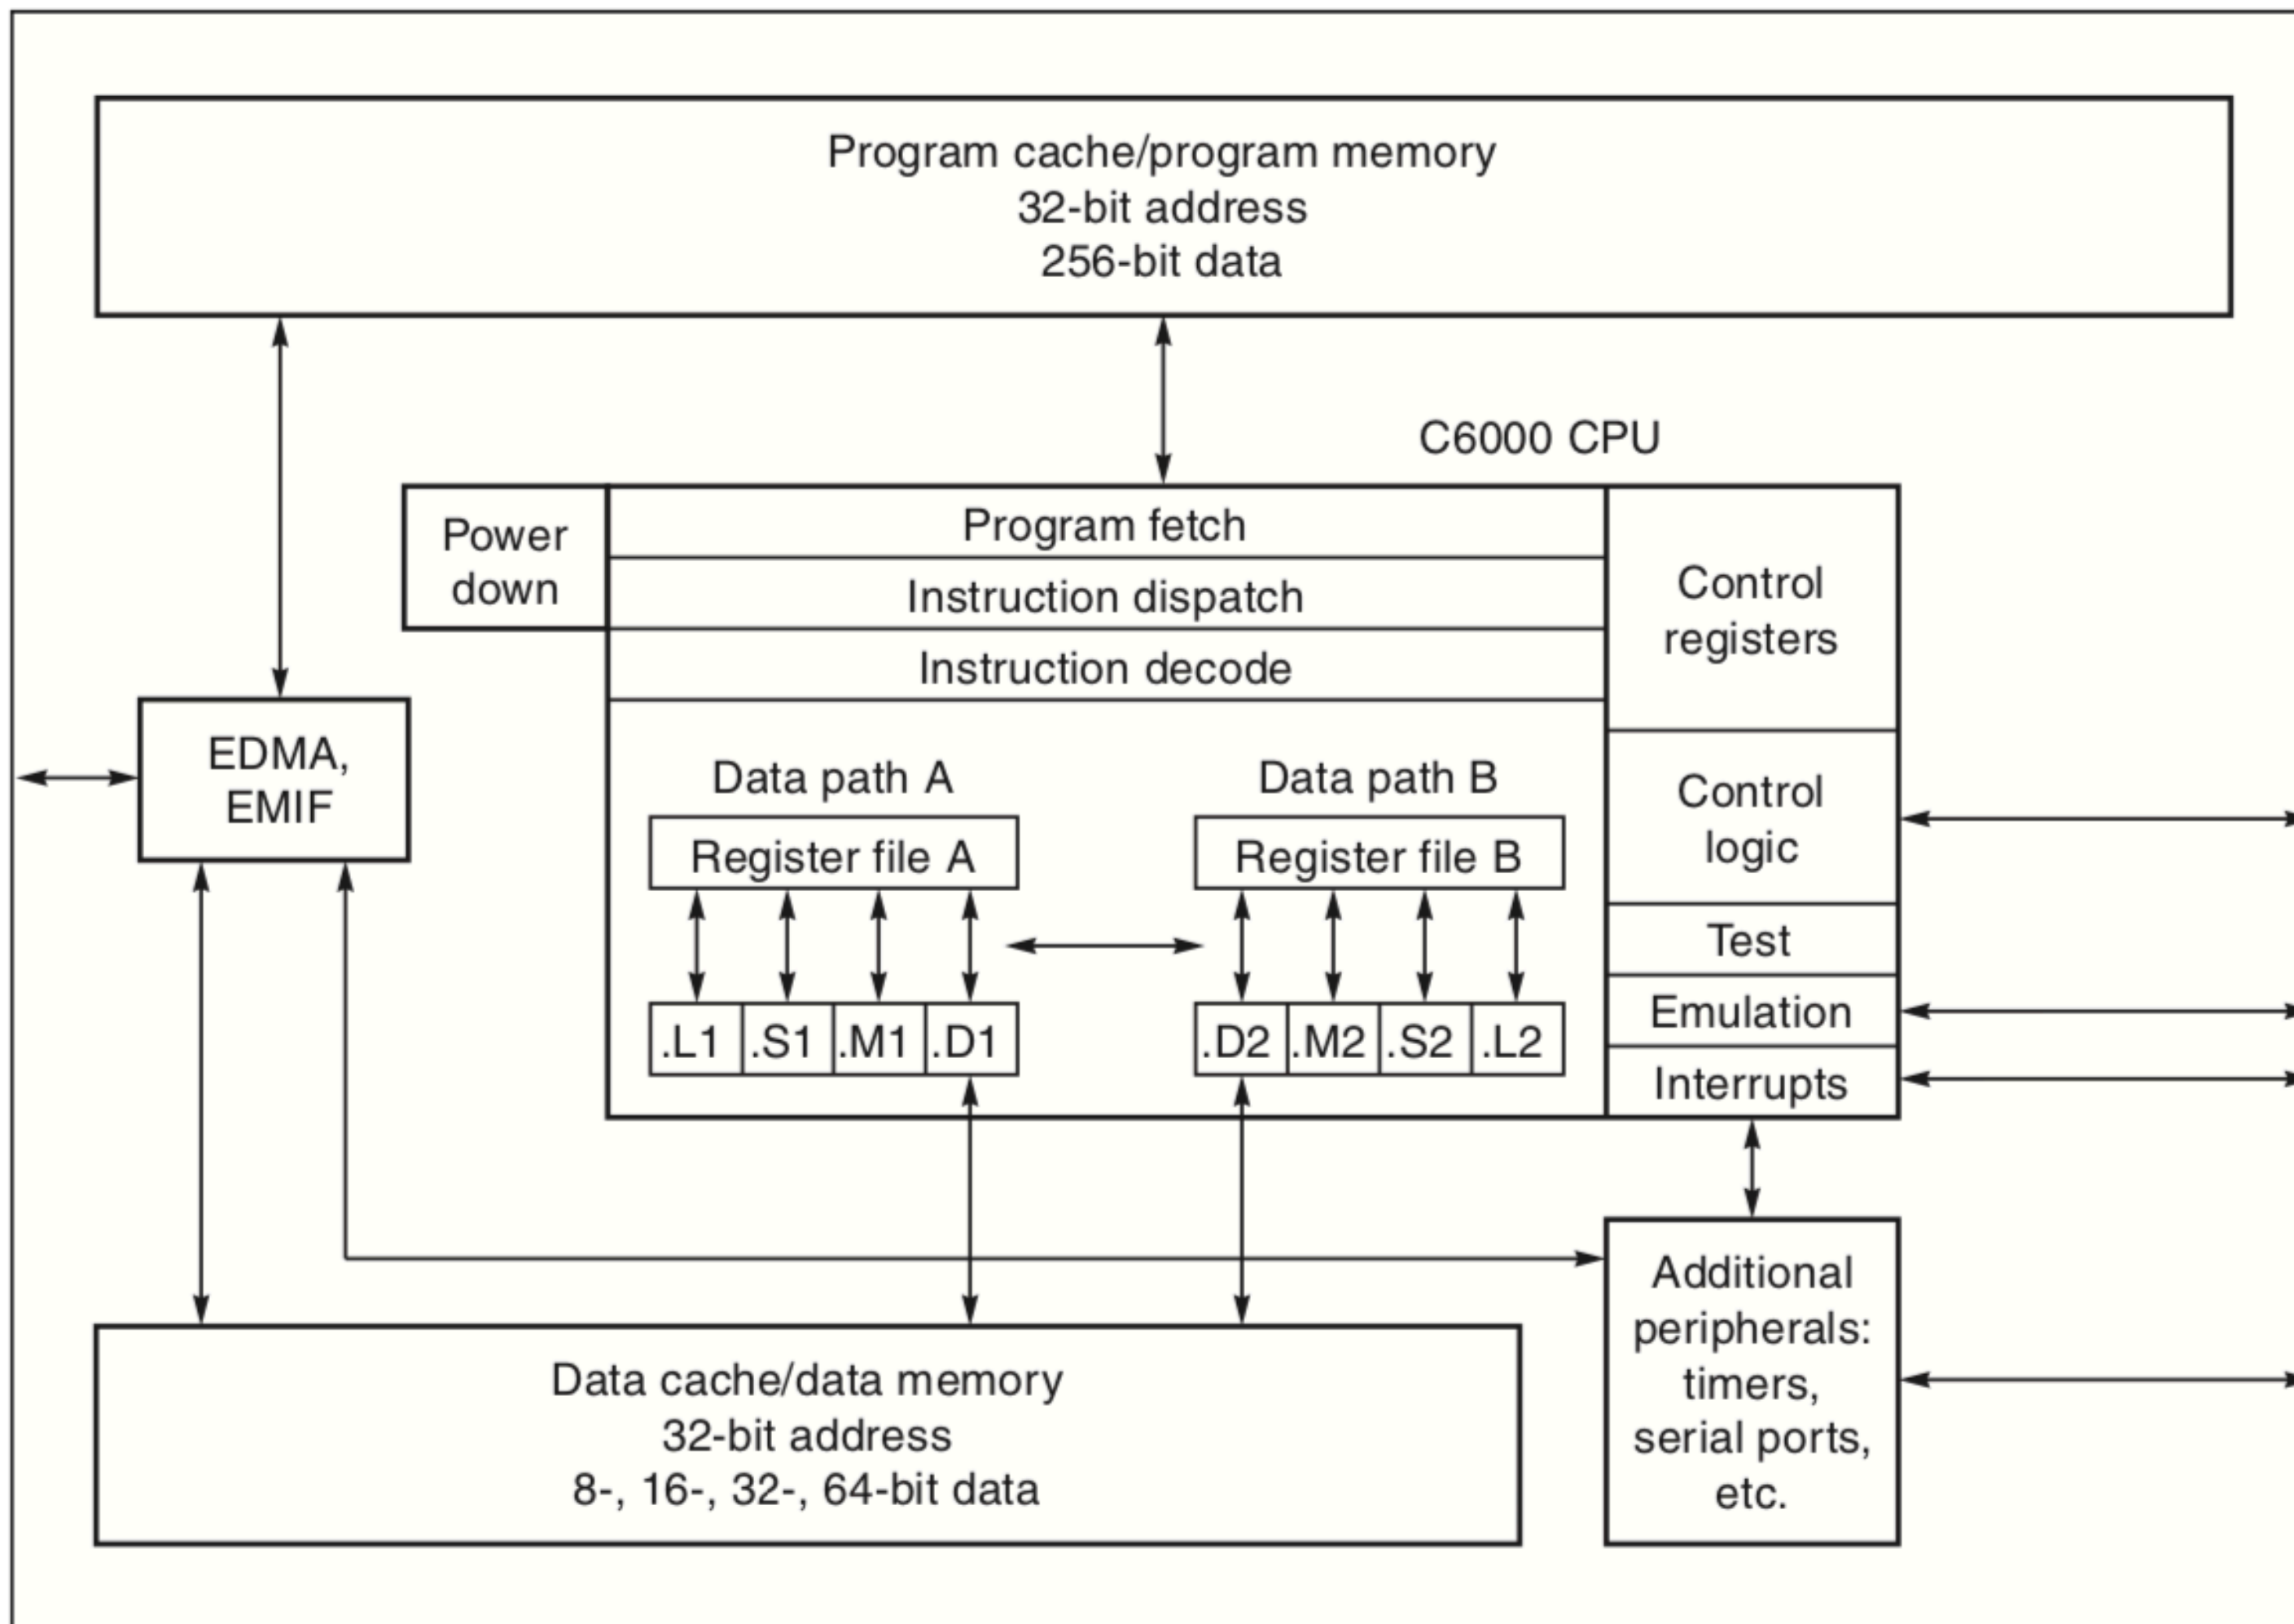 Program cache/program memory
32-bit address
256-bit data
C6000 CPU
Power
down
Program fetch
Instruction dispatch
Instruction decode
Control
registers
EDMA,
EMIF
Data path A
Data path B
Control
logic
Register file A
Register file B
Test
.L1 .S1 .M1 .D1
.D2 .M2 .S2 .L2
Emulation
Interrupts
Additional
peripherals:
timers,
serial ports,
etc.
Data cache/data memory
32-bit address
8-, 16-, 32-, 64-bit data